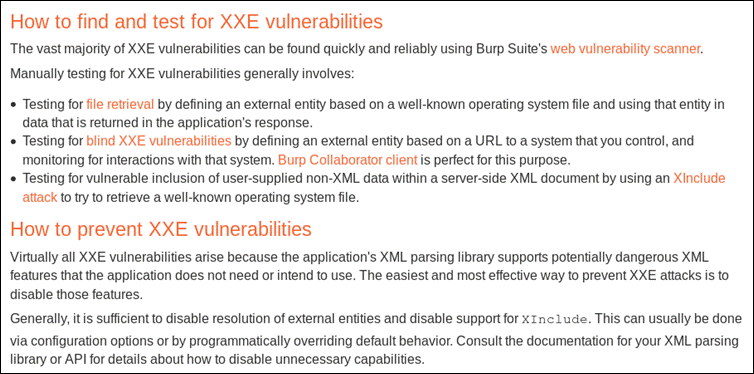 How to find and test for XXE vulnerabilities
The vast majority of XXE vulnerabilities can be found quickly and reliably using Burp Suite's web vulnerability scanner.
Manually testing for XXE vulnerabilities generally involves:
• Testing for file retrieval by defining an external entity based on a well-known operating system file and using that entity in
data that is returned in the application's response.
• Testing for blind XXE vulnerabilities by defining an external entity based on a URL to a system that you control, and
monitoring for interactions with that system. Burp Collaborator client is perfect for this purpose.
• Testing for vulnerable inclusion of user-supplied non-XML data within a server-side XML document by using an XInclude
attack to try to retrieve a well-known operating system file.
How to prevent XXE vulnerabilities
Virtually all XXE vulnerabilities arise because the application's XML parsing library supports potentially dangerous XML
features that the application does not need or intend to use. The easiest and most effective way to prevent XXE attacks is to
disable those features.
Generally, it is sufficient to disable resolution of external entities and disable support for XInclude. This can usually be done
via configuration options or by programmatically overriding default behavior. Consult the documentation for your XML parsing
library or API for details about how to disable unnecessary capabilities.